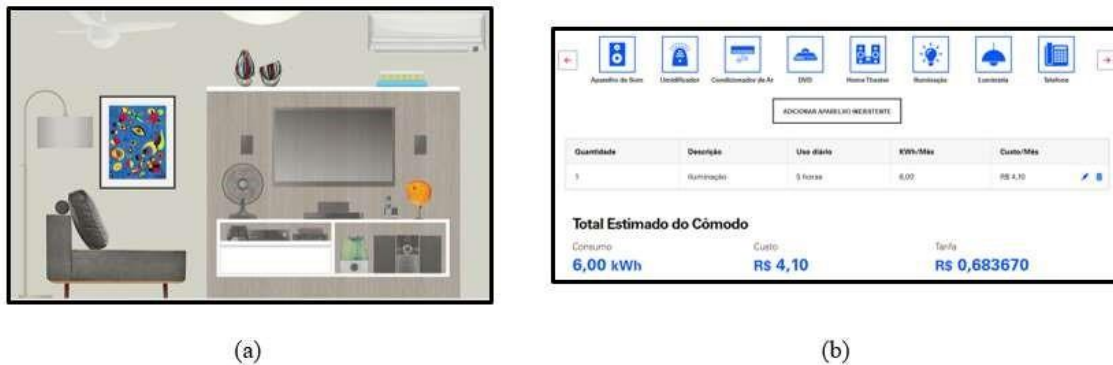 Aparelho de Som
Umidificador
Condicionador de Ar
DVD
Home Theater
Iluminação
Luminária
Telefone
ADICIONAR APARELHO INEXISTENTE
Quantidade Descrição Uso diário KWh/Mês Custo/Mês
1 Iluminação 5 horas 6,00 R$ 4,10
Total Estimado do Cômodo
Consumo Custo Tarifa
6,00 kWh R$ 4,10 R$ 0,683670
(a) (b)